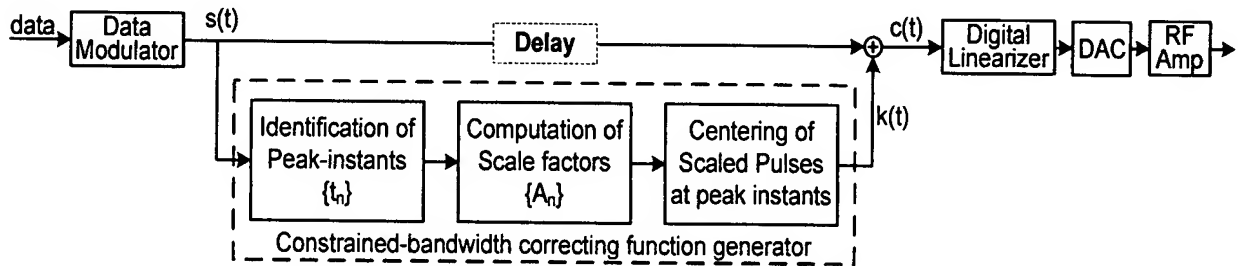 data
Data
Modulator
s(t)
Delay
c(t)
Digital
Linearizer
DAC
RF
Amp
k(t)
Identification of
Peak-instants
{tₙ}
Computation of
Scale factors
{Aₙ}
Centering of
Scaled Pulses
at peak instants
Constrained-bandwidth correcting function generator